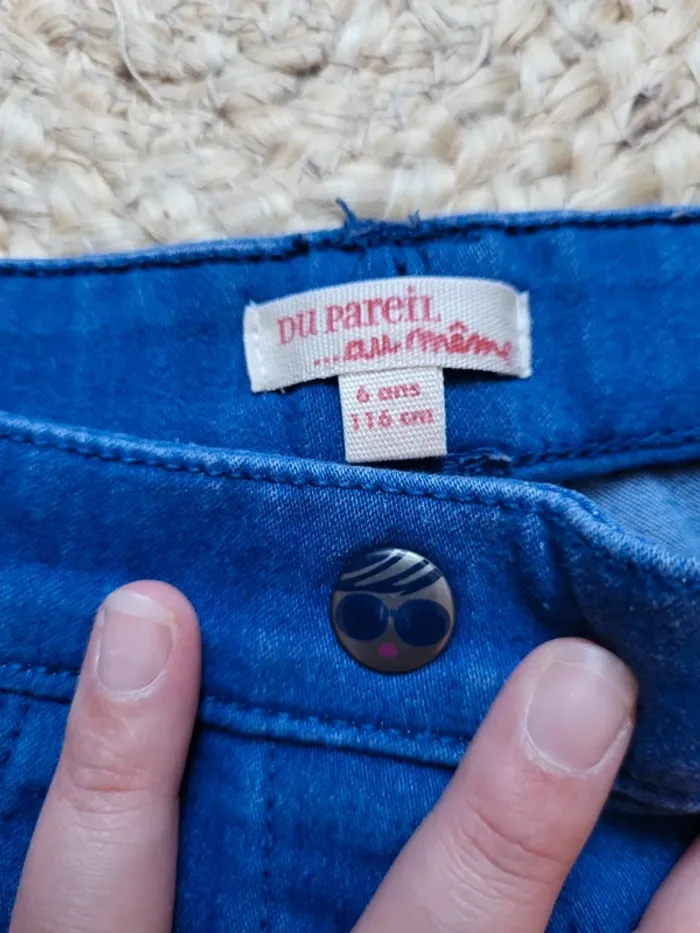 DU PAREIL
...au même
6 ans
116 cm